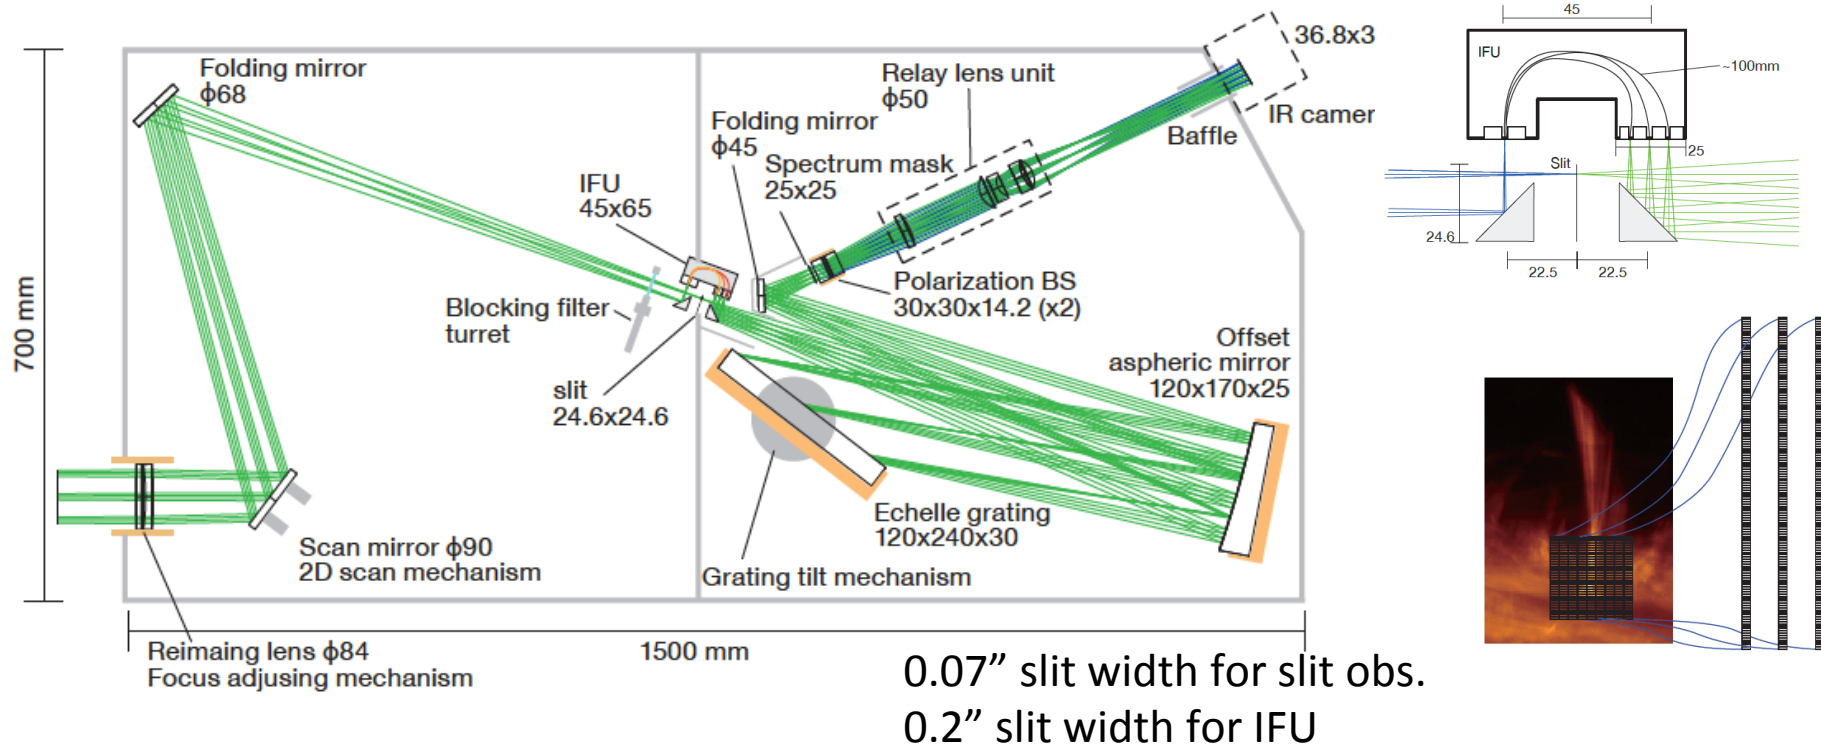 Folding mirror
ϕ68
700 mm
Reimaing lens ϕ84
Focus adjusing mechanism
Scan mirror ϕ90
2D scan mechanism
1500 mm
Blocking filter
turret
IFU
45x65
slit
24.6x24.6
Folding mirror
ϕ45
Spectrum mask
25x25
Relay lens unit
ϕ50
36.8x3
IR camer
Baffle
Polarization BS
30x30x14.2 (x2)
Offset
aspheric mirror
120x170x25
Echelle grating
120x240x30
Grating tilt mechanism
45
IFU
~100mm
25
Slit
24.6
22.5
22.5
0.07” slit width for slit obs.
0.2” slit width for IFU